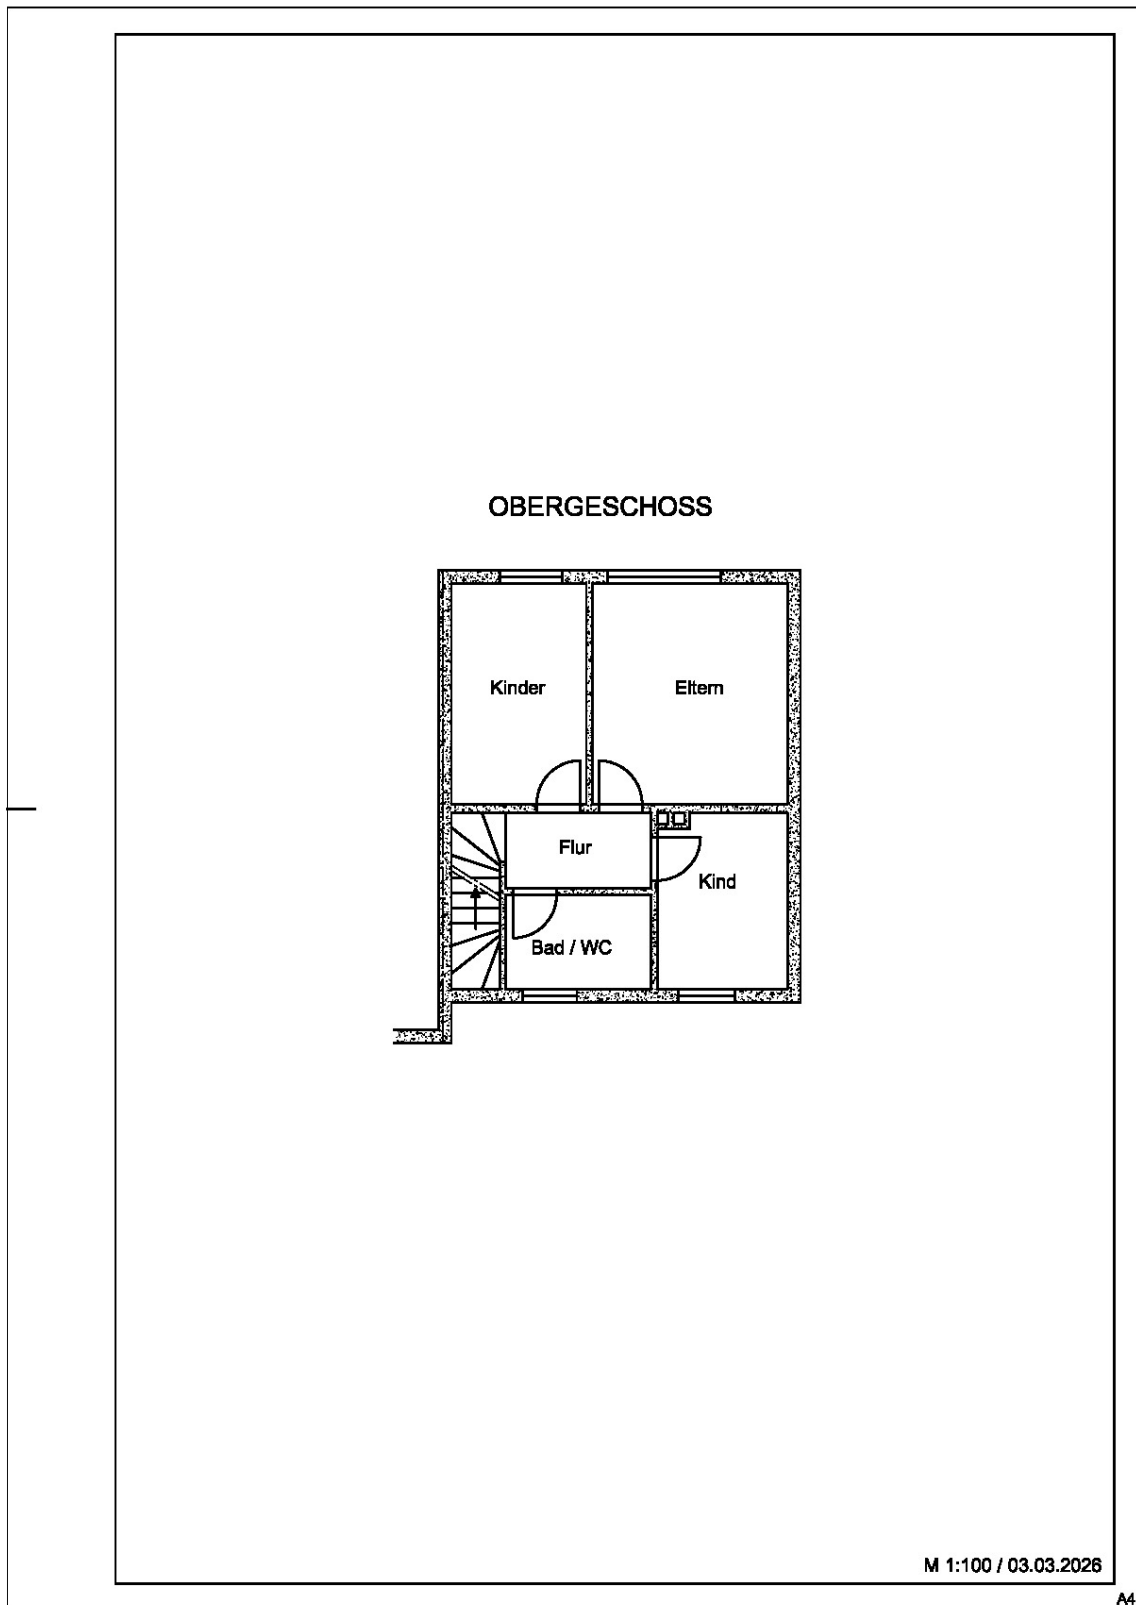 OBERGESCHOSS
Kinder
Eltern
Flur
Kind
Bad / WC
M 1:100 / 03.03.2026
A4